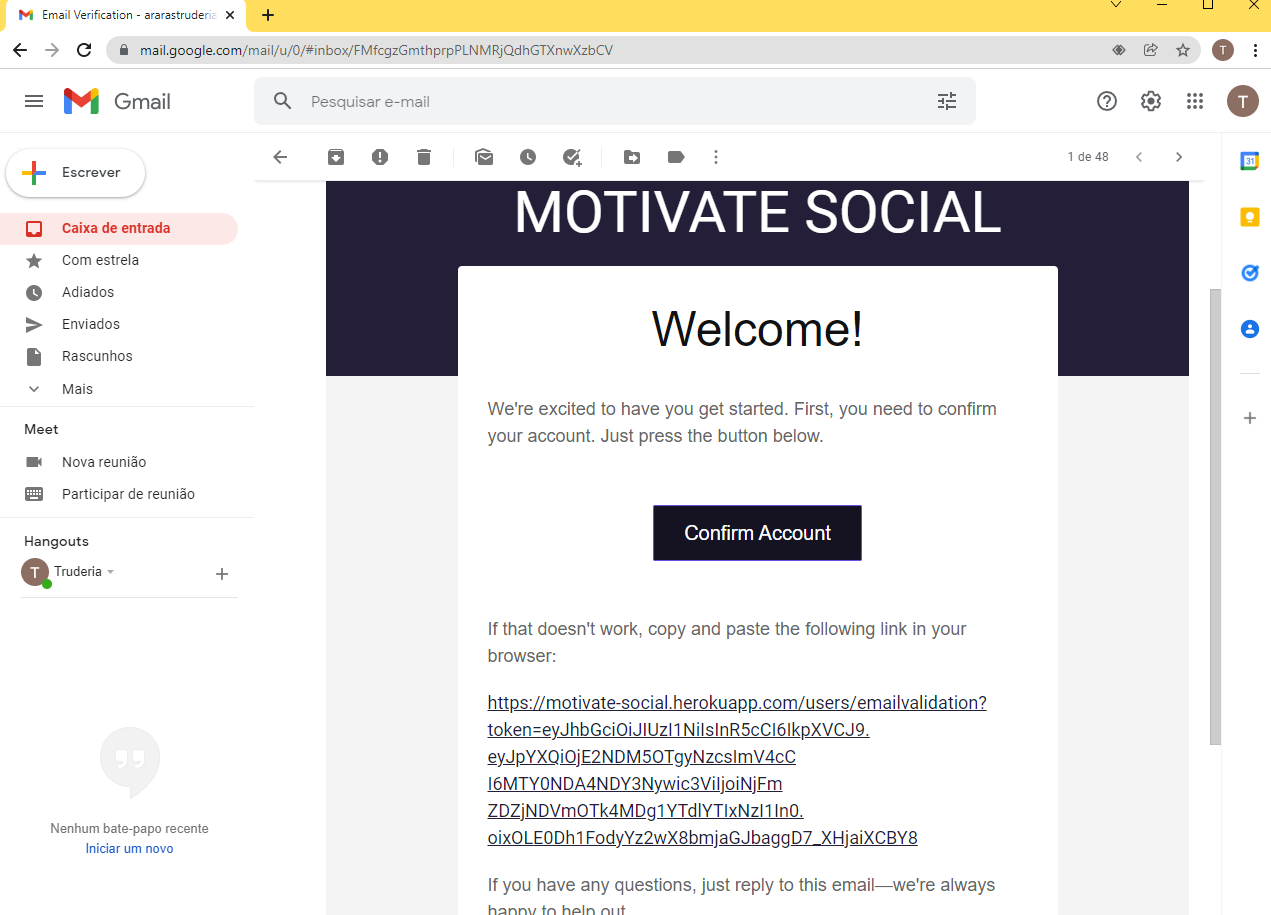 Email Verification - ararastruderia
mail.google.com/mail/u/0/#inbox/FMfcgzGmthprpPLNMRjQdhGTXnwXzbCV
T
Gmail
Pesquisar e-mail
T
Escrever
1 de 48
31
Caixa de entrada
Com estrela
Adiados
Enviados
Rascunhos
Mais
Meet
Nova reunião
Participar de reunião
Hangouts
T
Truderia
Nenhum bate-papo recente
Iniciar um novo
MOTIVATE SOCIAL
Welcome!
We're excited to have you get started. First, you need to confirm
your account. Just press the button below.
Confirm Account
If that doesn't work, copy and paste the following link in your
browser:
https://motivate-social.herokuapp.com/users/emailvalidation?
token=eyJhbGciOiJIUzI1NiIsInR5cCI6IkpXVCJ9.
eyJpYXQiOjE2NDM5OTgyNzcsImV4cC
I6MTY0NDA4NDY3Nywic3ViIjoiNjFm
ZDZjNDVmOTk4MDg1YTdlYTIxNzI1In0.
oixOLE0Dh1FodyYz2wX8bmjaGJbaggD7_XHjaiXCBY8
If you have any questions, just reply to this email—we're always
happy to help out.